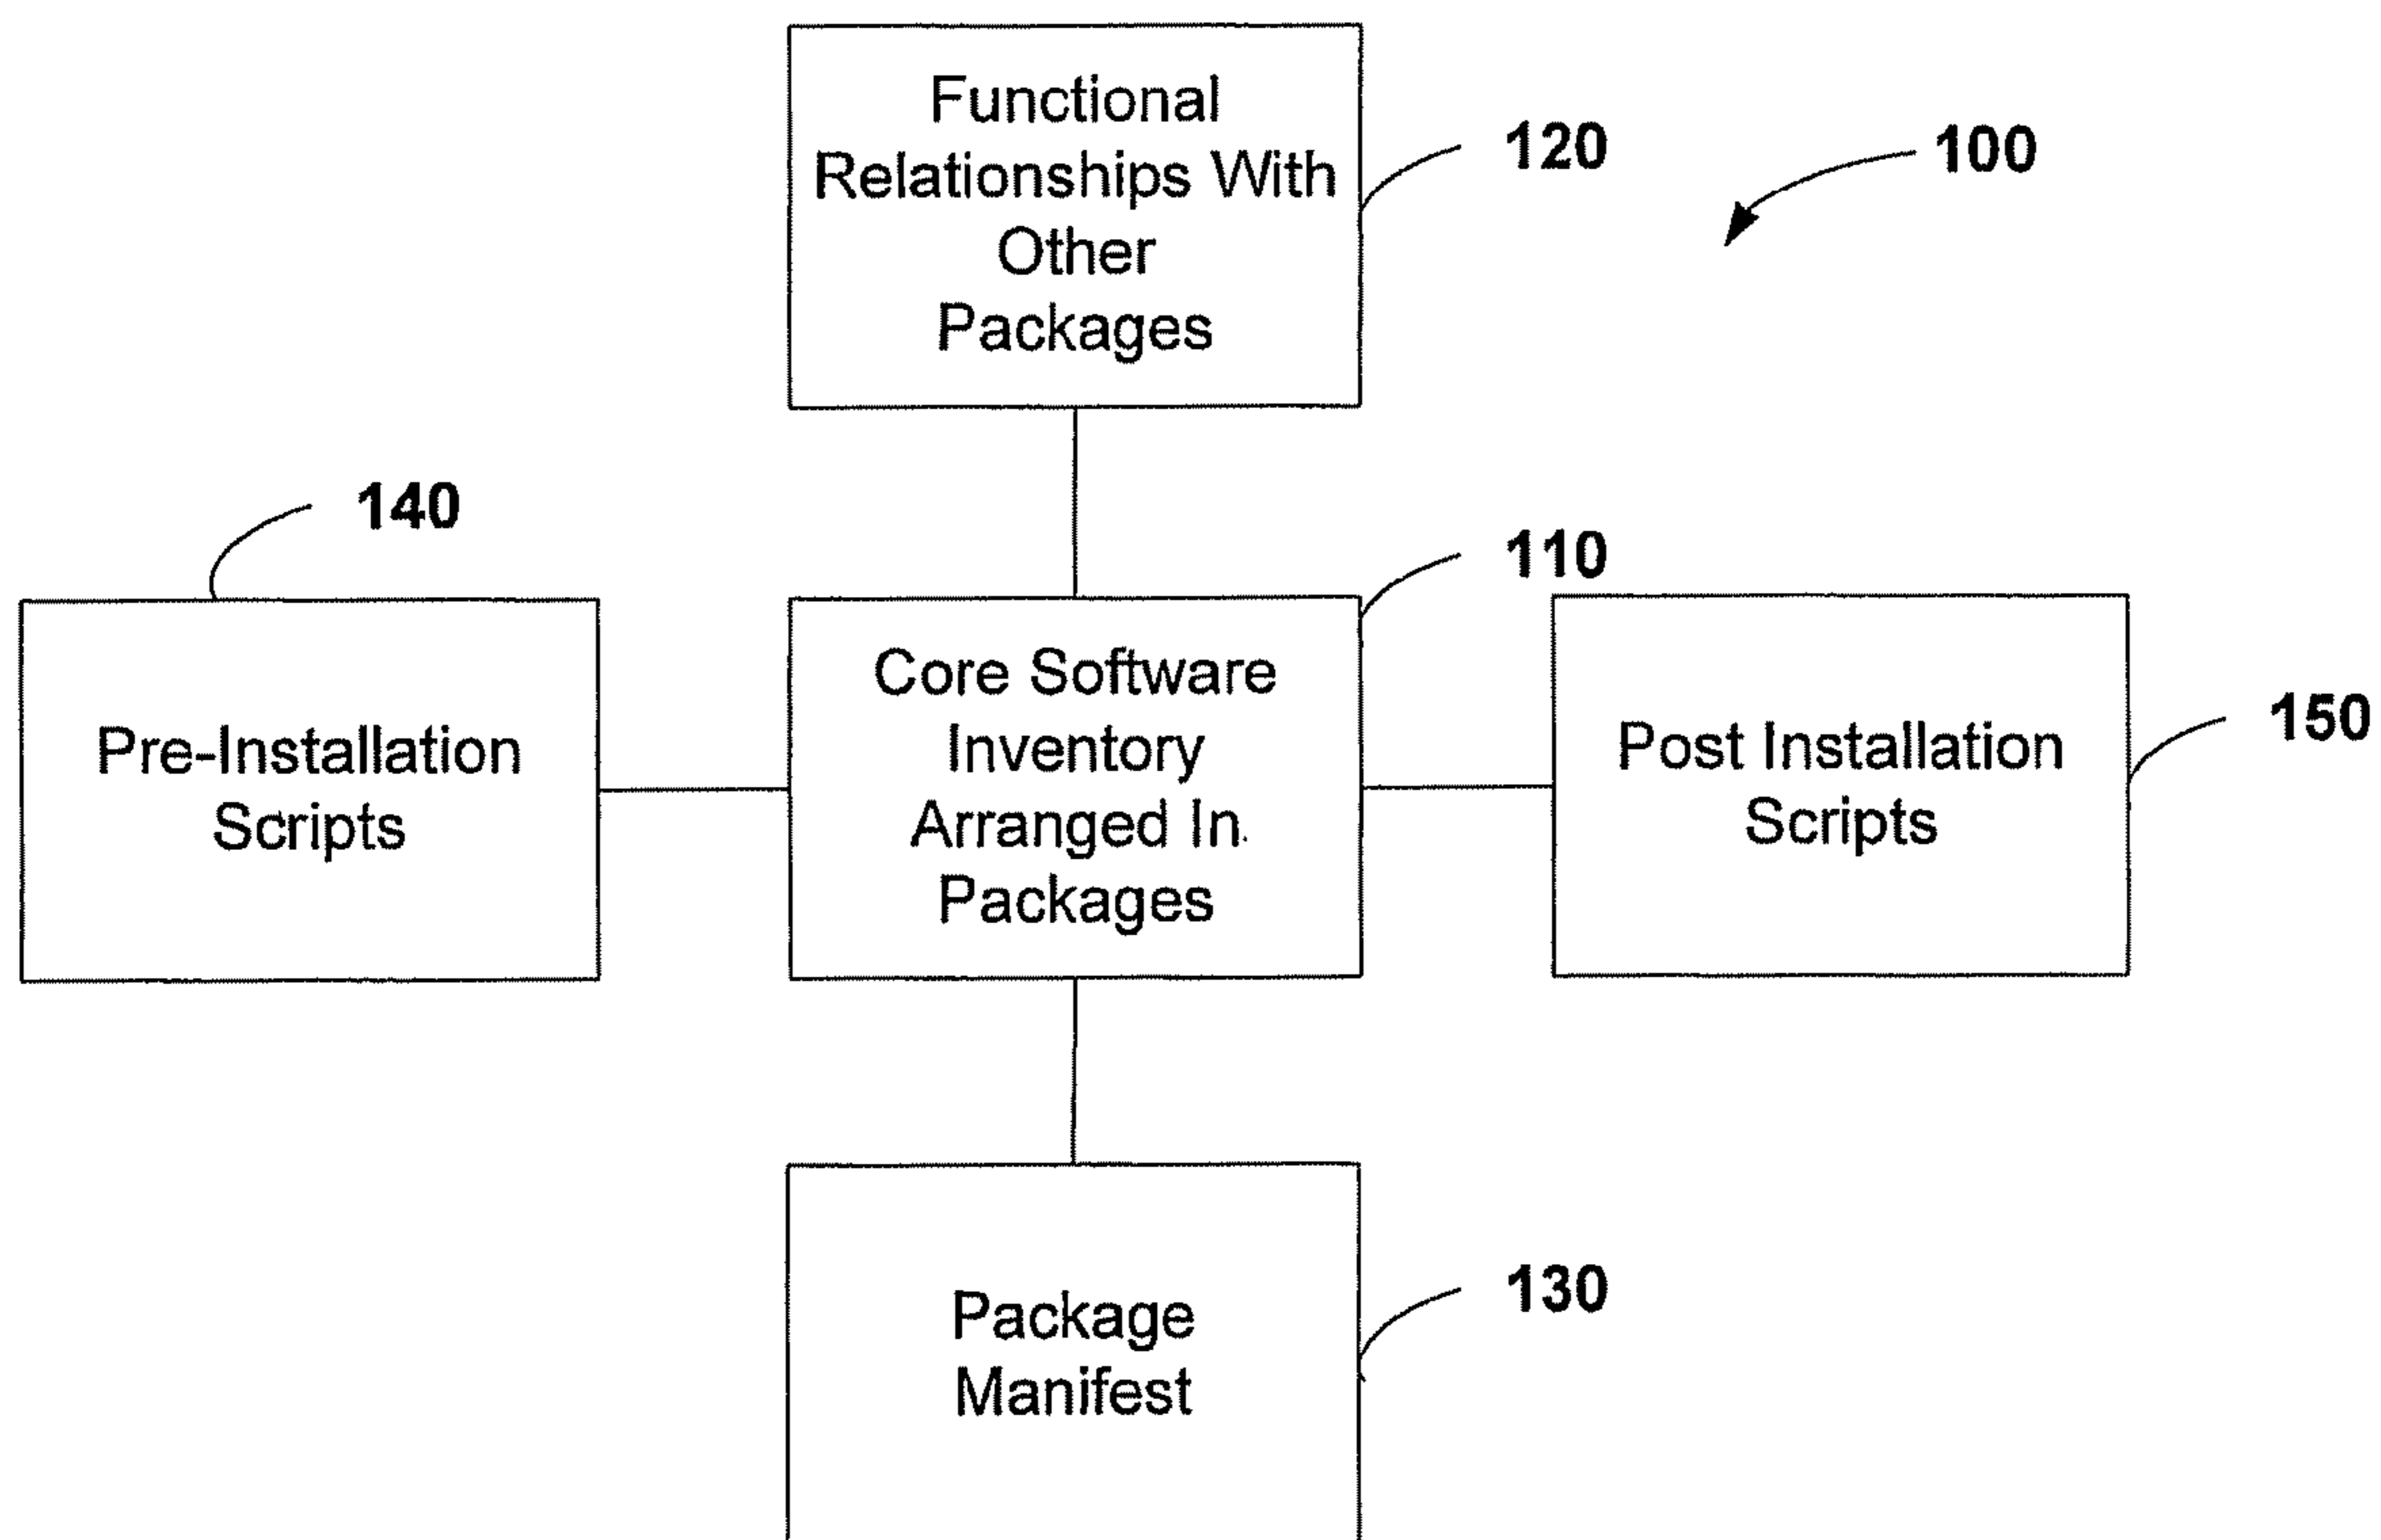 Functional
Relationships With
Other
Packages
120
100
140
110
Pre-Installation
Scripts
Core Software
Inventory
Arranged In
Packages
Post Installation
Scripts
150
Package
Manifest
130